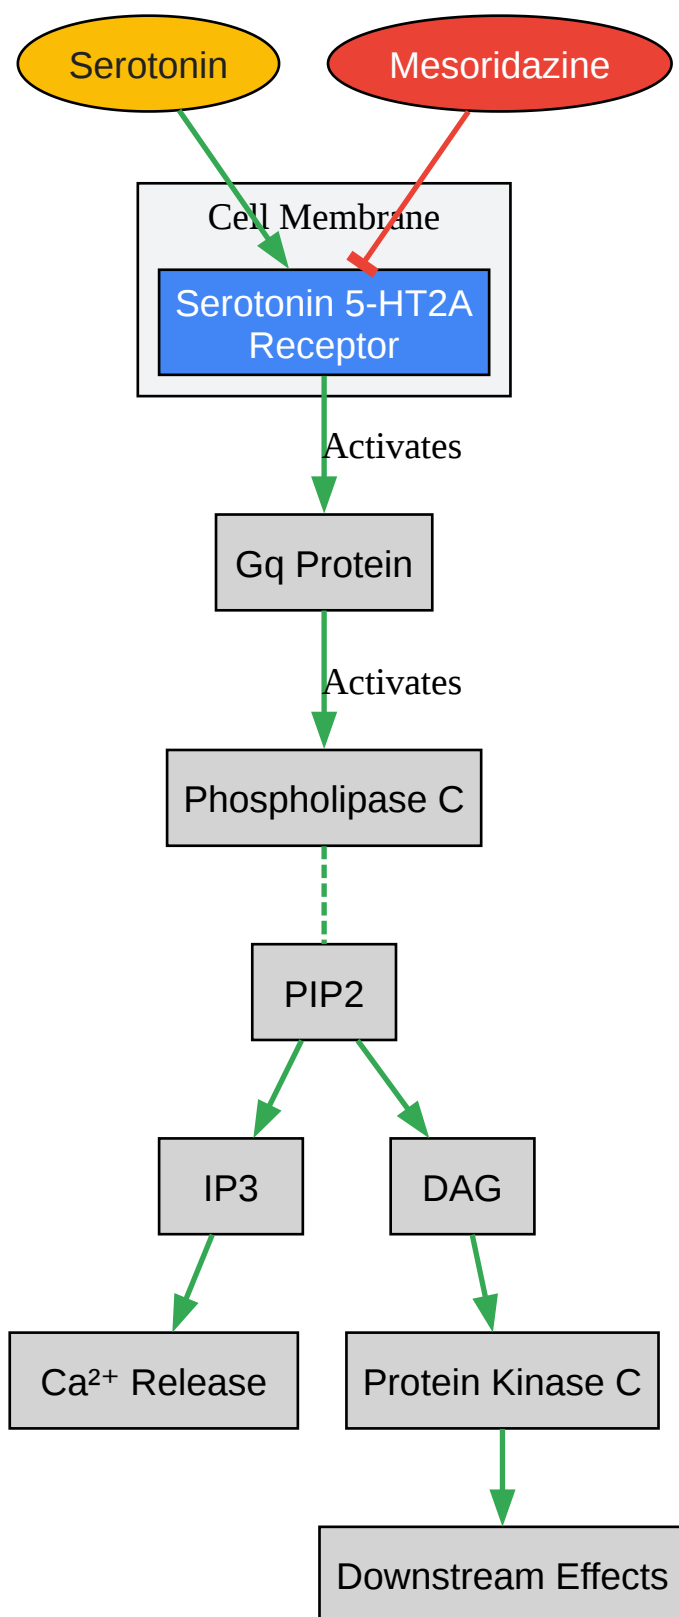 Serotonin
Mesoridazine
Cell Membrane
Serotonin 5-HT2A
Receptor
Activates
Gq Protein
Activates
Phospholipase C
PIP2
IP3
DAG
Ca²⁺ Release
Protein Kinase C
Downstream Effects